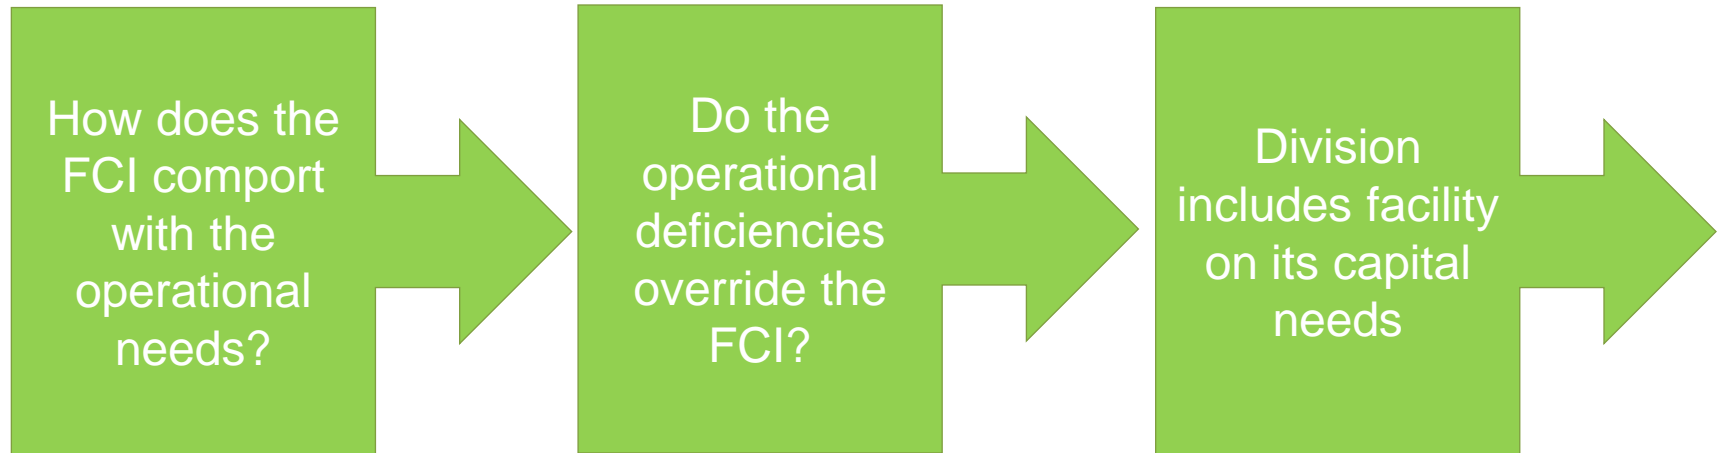 How does the
FCI comport
with the
operational
needs?
Do the
operational
deficiencies
override the
FCI?
Division
includes facility
on its capital
needs